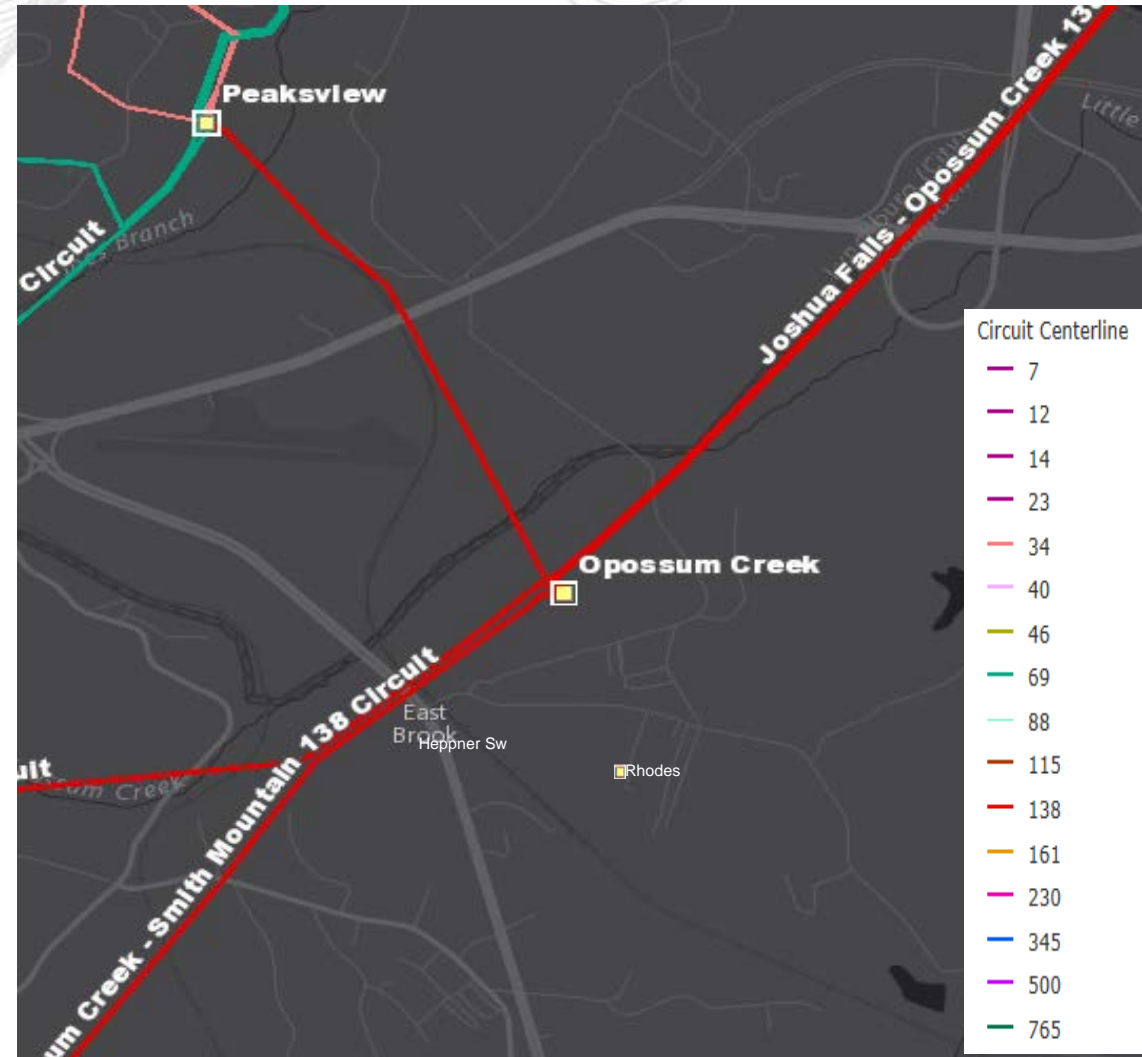 Peaksview
Little
Joshua Falls - Opossum Creek 138
Branch
Circuit
Circuit Centerline
7
12
14
23
34
40
46
69
88
115
138
161
230
345
500
765
Opossum Creek
East
Brook
Heppner Sw
Rhodes
uit
sum Creek
um Creek - Smith Mountain 138 Circuit